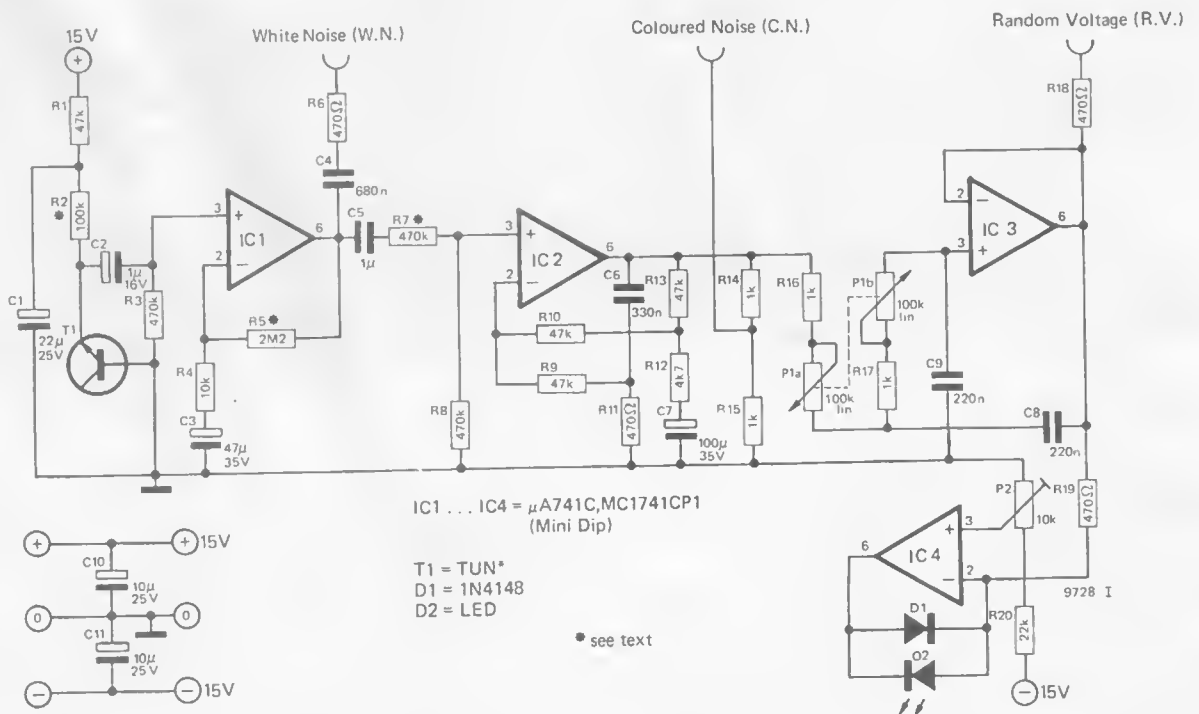 15V
White Noise (W.N.)
Coloured Noise (C.N.)
Random Voltage (R.V.)
+
R1
47k
R2
*
100k
C1
22µ
25V
C2
1µ
16V
R3
470k
T1
3
+
IC1
2
−
6
R4
10k
C3
47µ
35V
R5 *
2M2
R6
470Ω
C4
680n
C5
1µ
R7 *
470k
R8
470k
3
+
IC2
2
−
6
R10
47k
R9
47k
C6
330n
R13
47k
R12
4k7
R11
470Ω
C7
100µ
35V
R14
1k
R15
1k
R16
1k
P1a
100k
lin
P1b
100k
lin
R17
1k
C9
220n
C8
220n
2
−
IC 3
3
+
6
R18
470Ω
R19
470Ω
P2
10k
R20
22k
−
15V
6
IC4
3
+
2
−
D1
O2
9728 I
IC1 . . . IC4 = µA741C,MC1741CP1
(Mini Dip)
T1 = TUN*
D1 = 1N4148
D2 = LED
* see text
+
+
15V
C10
10µ
25V
0
0
C11
10µ
25V
−
−
15V